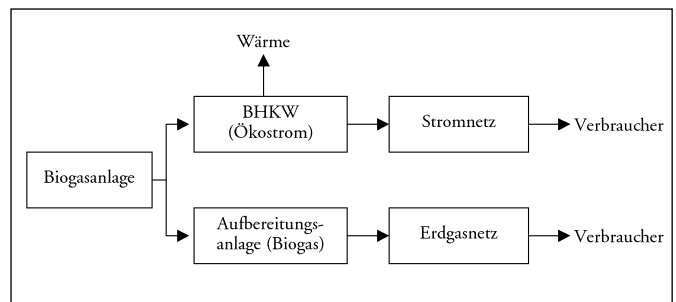 Wärme
BHKW
(Ökostrom)
Stromnetz
Verbraucher
Biogasanlage
Aufbereitungs-
anlage (Biogas)
Erdgasnetz
Verbraucher